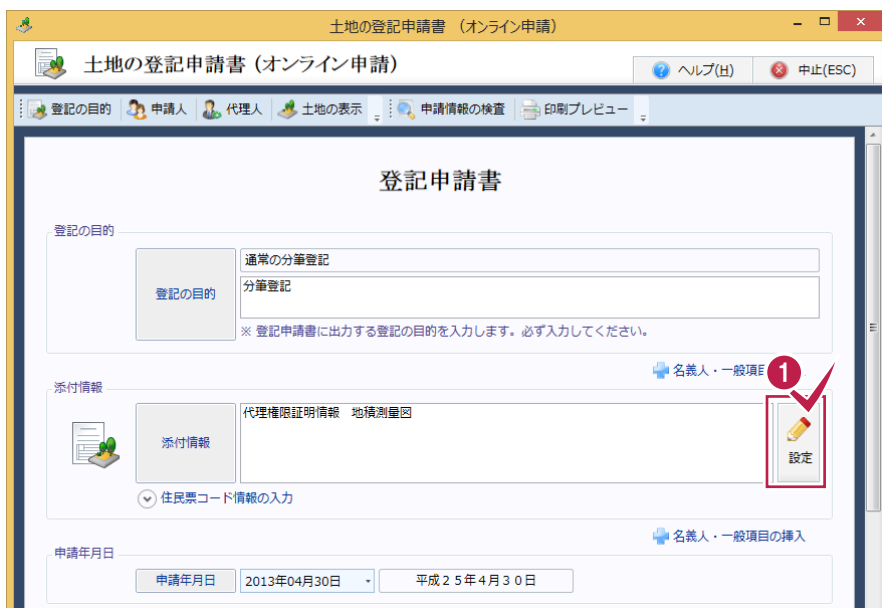 土地の登記申請書 （オンライン申請）
土地の登記申請書（オンライン申請）
ヘルプ(H) 中止(ESC)
登記の目的 申請人 代理人 土地の表示 申請情報の検査 印刷プレビュー
登記申請書
登記の目的
通常の分筆登記
登記の目的
分筆登記
※ 登記申請書に出力する登記の目的を入力します。必ず入力してください。
名義人・一般項目
1
添付情報
代理権限証明情報　地積測量図
添付情報
設定
住民票コード情報の入力
名義人・一般項目の挿入
申請年月日
申請年月日 2013年04月30日 平成２５年４月３０日